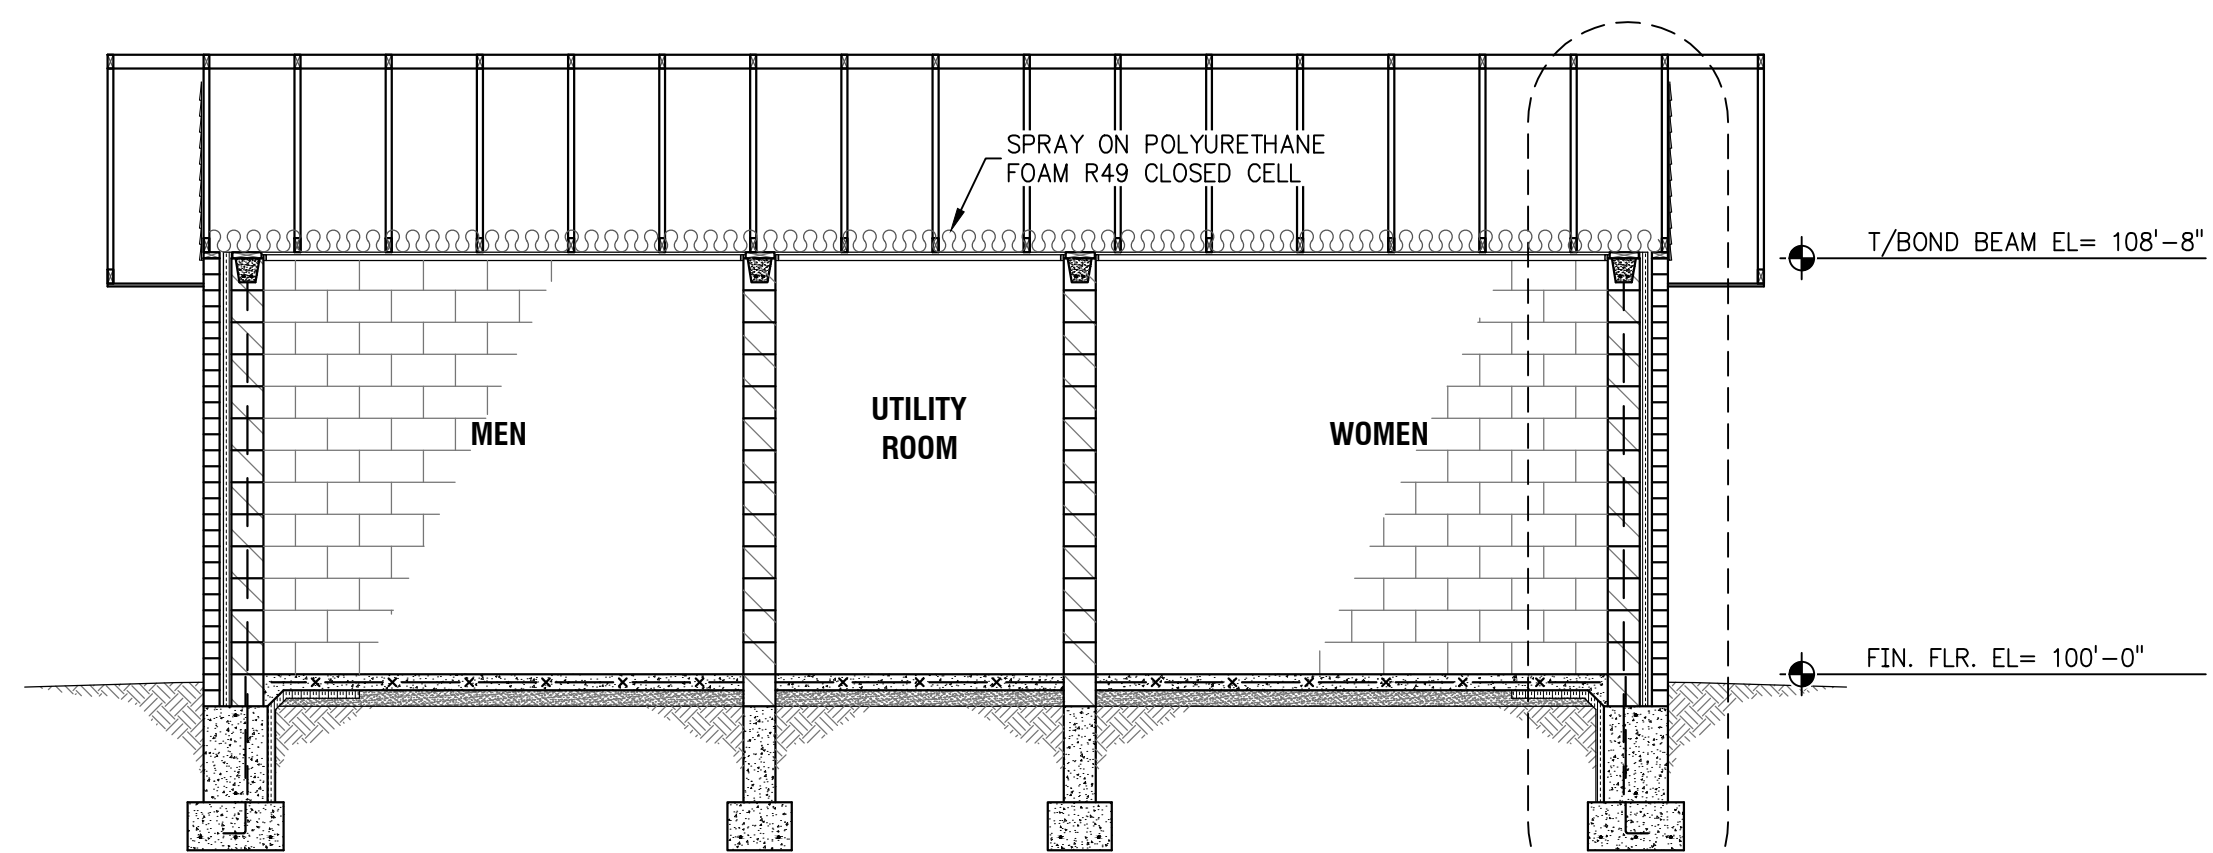 SPRAY ON POLYURETHANE
FOAM R49 CLOSED CELL
T/BOND BEAM EL= 108'-8"
UTILITY
ROOM
MEN
WOMEN
FIN. FLR. EL= 100'-0"